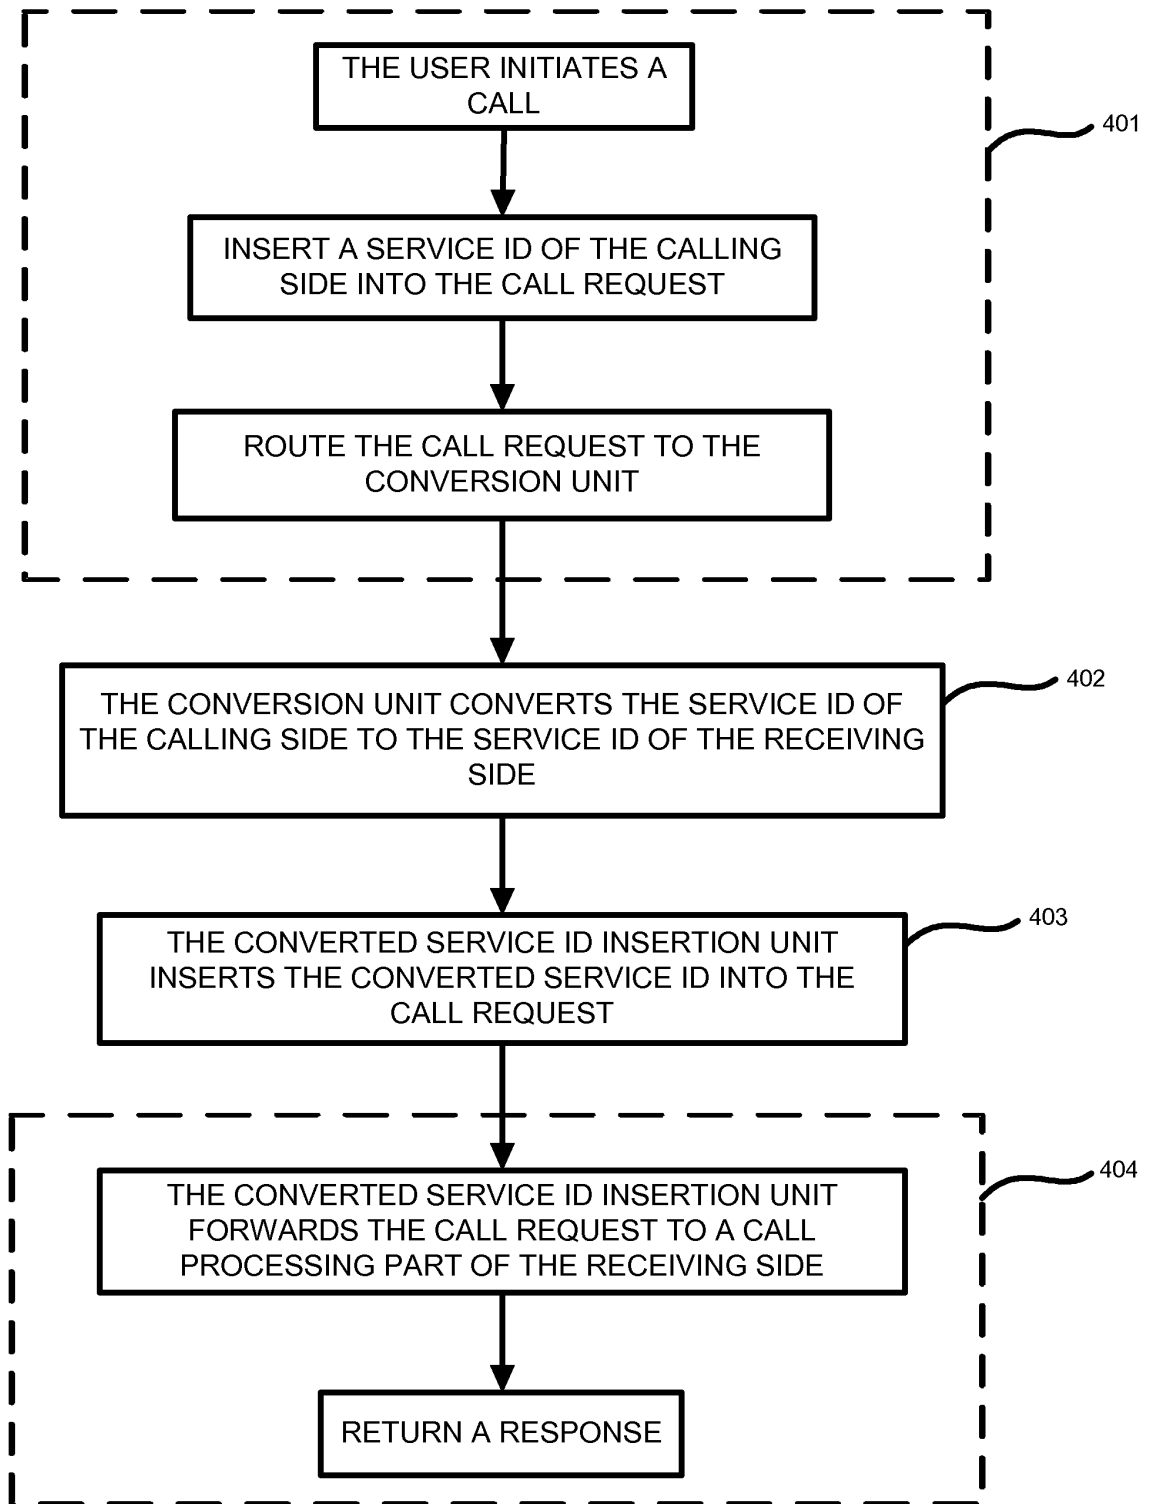 THE USER INITIATES A
CALL
401
INSERT A SERVICE ID OF THE CALLING
SIDE INTO THE CALL REQUEST
ROUTE THE CALL REQUEST TO THE
CONVERSION UNIT
402
THE CONVERSION UNIT CONVERTS THE SERVICE ID OF
THE CALLING SIDE TO THE SERVICE ID OF THE RECEIVING
SIDE
403
THE CONVERTED SERVICE ID INSERTION UNIT
INSERTS THE CONVERTED SERVICE ID INTO THE
CALL REQUEST
404
THE CONVERTED SERVICE ID INSERTION UNIT
FORWARDS THE CALL REQUEST TO A CALL
PROCESSING PART OF THE RECEIVING SIDE
RETURN A RESPONSE